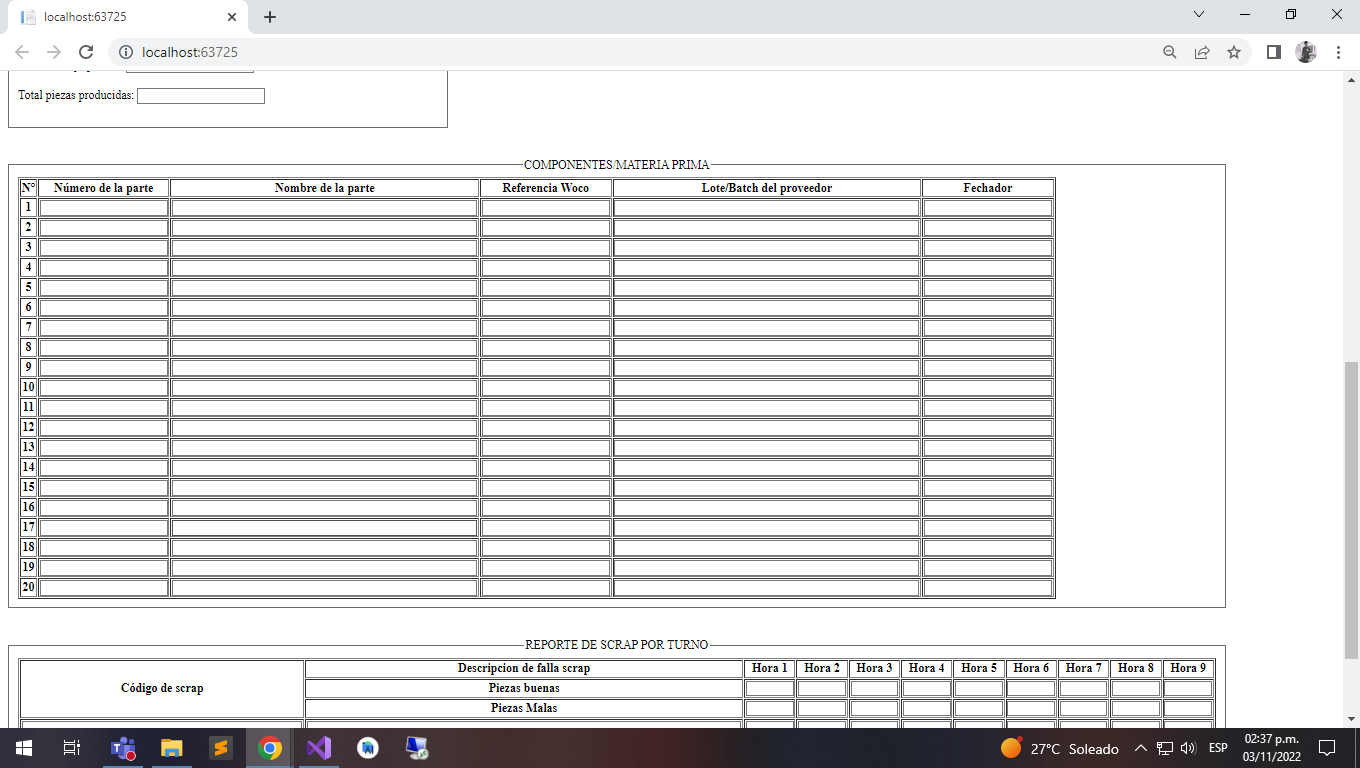 localhost:63725
localhost:63725
Total piezas producidas:
COMPONENTES/MATERIA PRIMA
N° Número de la parte Nombre de la parte Referencia Woco Lote/Batch del proveedor Fechador
1
2
3
4
5
6
7
8
9
10
11
12
13
14
15
16
17
18
19
20
REPORTE DE SCRAP POR TURNO
Código de scrap Descripcion de falla scrap Hora 1 Hora 2 Hora 3 Hora 4 Hora 5 Hora 6 Hora 7 Hora 8 Hora 9
Piezas buenas
Piezas Malas
27°C Soleado ESP 02:37 p.m.
03/11/2022